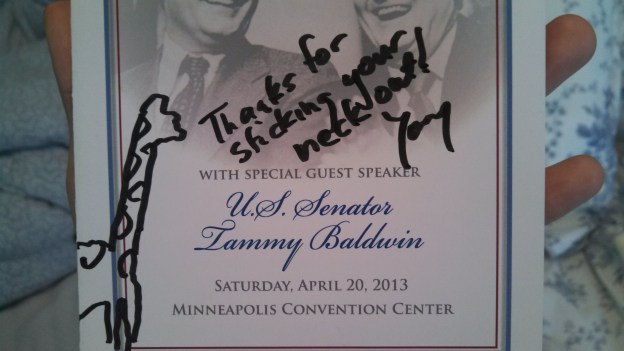 Thanks for
sticking your
neck out!
WITH SPECIAL GUEST SPEAKER
U.S. Senator
Tammy Baldwin
SATURDAY, APRIL 20, 2013
MINNEAPOLIS CONVENTION CENTER